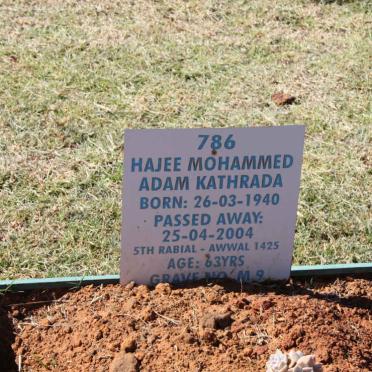 786
HAJEE MOHAMMED
ADAM KATHRADA
BORN: 26-03-1940
PASSED AWAY:
25-04-2004
5TH RABIAL - AWWAL 1425
AGE: 63YRS
GRAVE NO. M 9